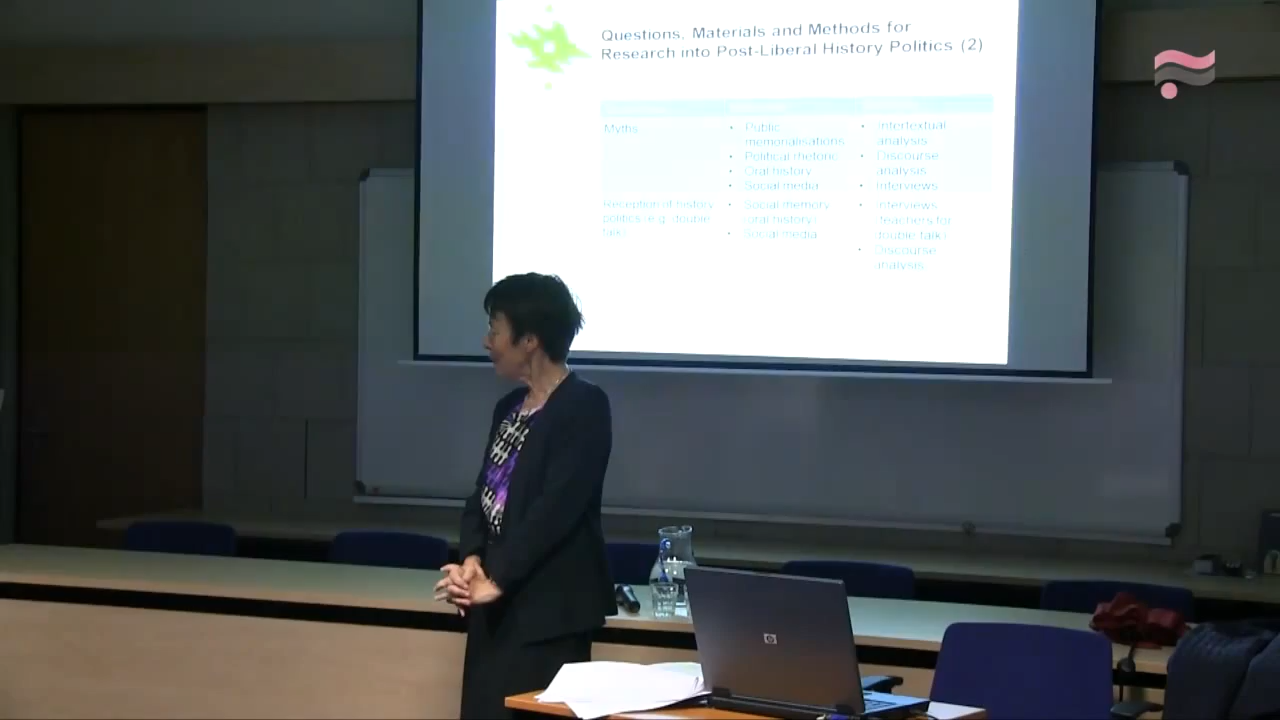 Questions, Materials and Methods for
Research into Post-Liberal History Politics (2)
Myths
• Public
memorialisations
• Political rhetoric
• Oral history
• Social media
• Intertextual
analysis
• Discourse
analysis
• Interviews
Reception of history
politics (e.g. double
talk)
• Social memory
(oral history)
• Social media
• Interviews
(teachers for
double talk)
• Discourse
analysis
hp